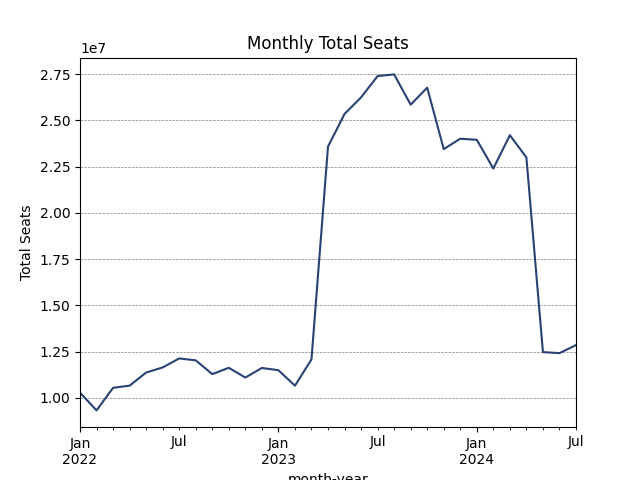 Monthly Total Seats
1e7
2.75
2.50
2.25
2.00
1.75
1.50
1.25
1.00
Total Seats
Jan Jul Jan Jul Jan Jul
2022 2023 2024
month-year